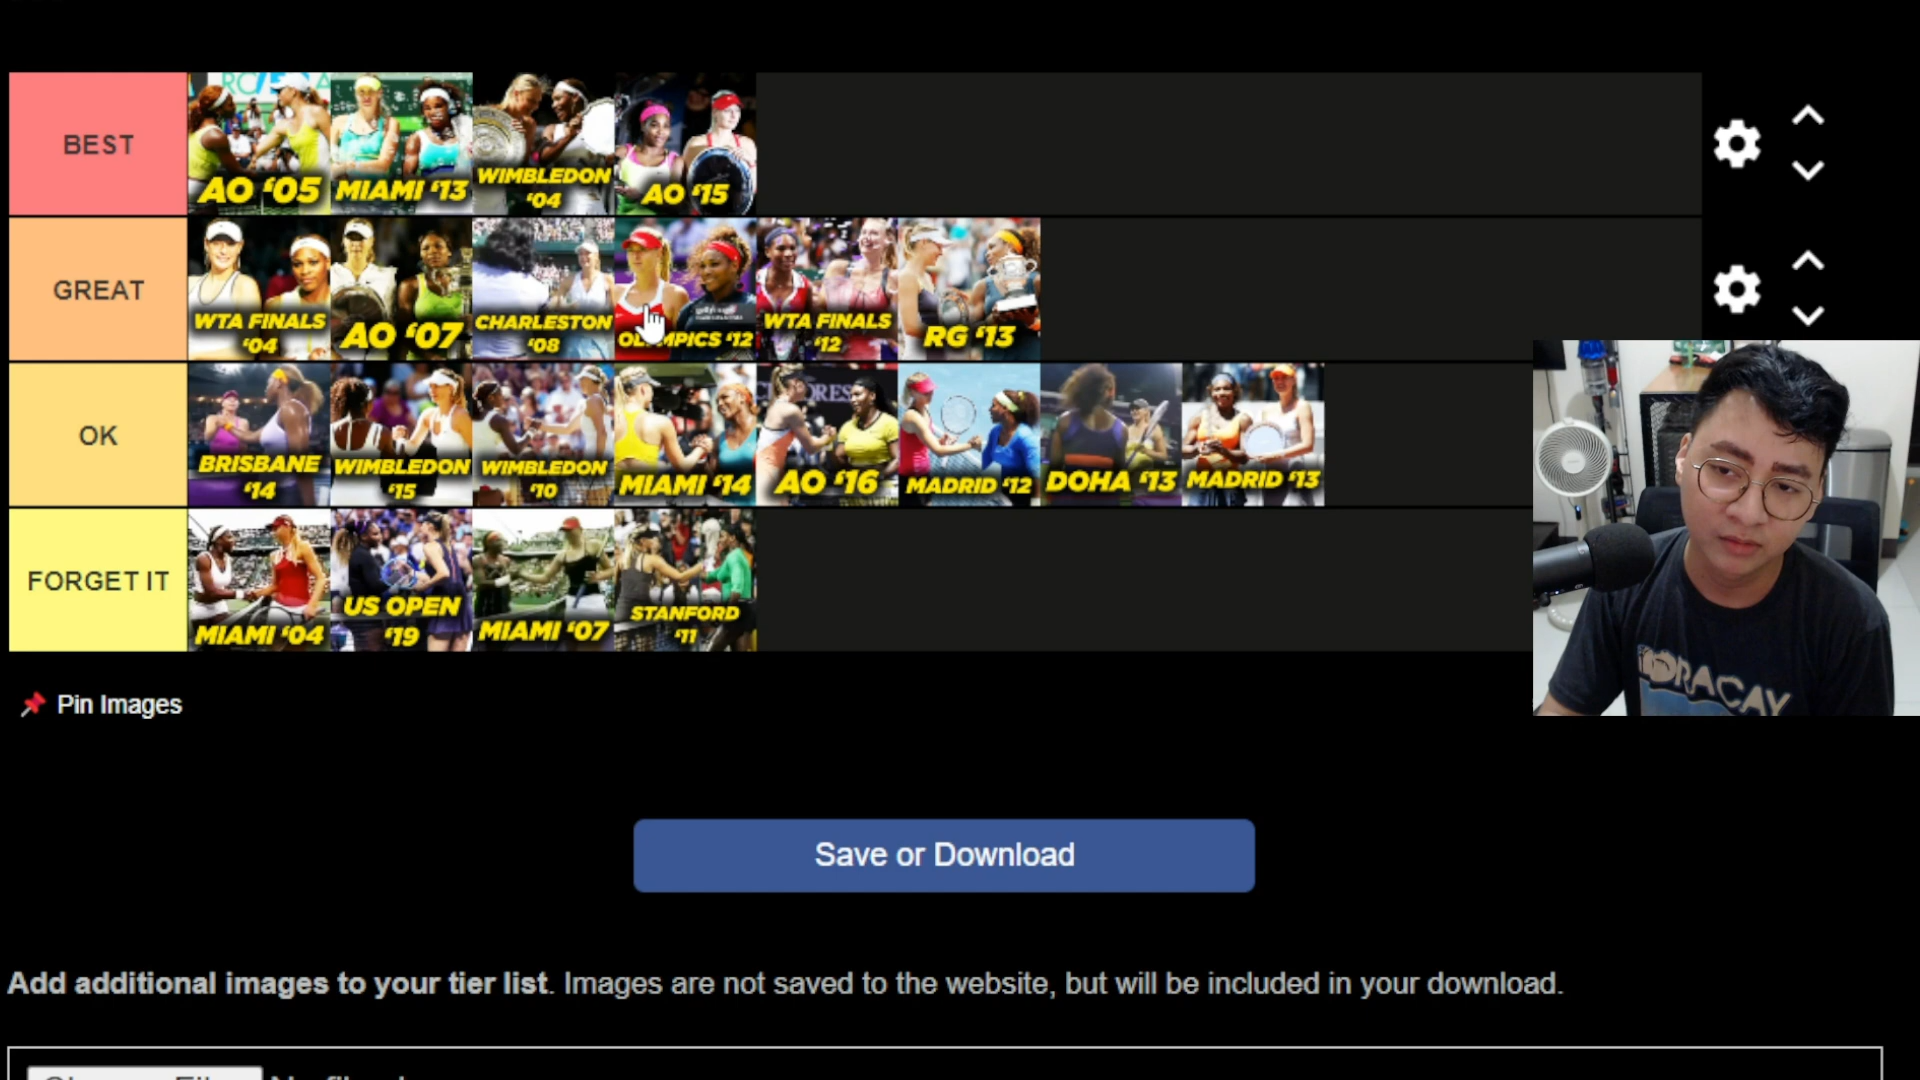 BEST
AO '05
MIAMI '13
WIMBLEDON
'04
AO '15
GREAT
WTA FINALS
'04
AO '07
CHARLESTON
'08
OLYMPICS '12
WTA FINALS
'12
RG '13
OK
BRISBANE
'14
WIMBLEDON
'15
WIMBLEDON
'10
MIAMI '14
AO '16
MADRID '12
DOHA '13
MADRID '13
FORGET IT
MIAMI '04
US OPEN
'19
MIAMI '07
STANFORD
'11
Pin Images
Save or Download
Add additional images to your tier list. Images are not saved to the website, but will be included in your download.